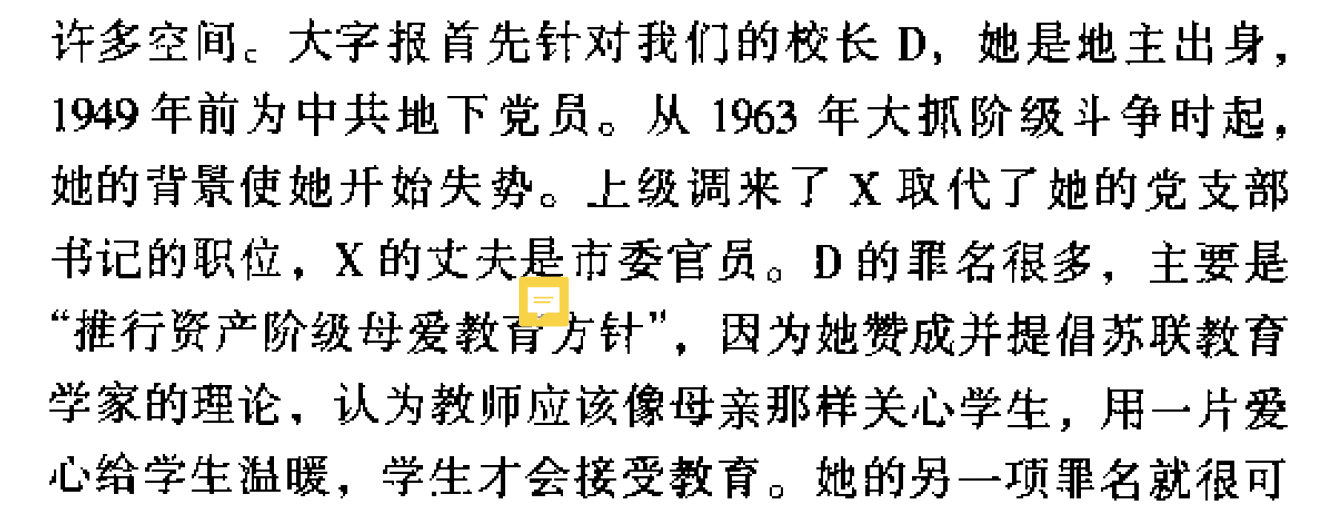 许多空间。大字报首先针对我们的校长 D，她是地主出身，
1949 年前为中共地下党员。从 1963 年大抓阶级斗争时起，
她的背景使她开始失势。上级调来了 X 取代了她的党支部
书记的职位，X 的丈夫是市委官员。D 的罪名很多，主要是
“推行资产阶级母爱教育方针”，因为她赞成并提倡苏联教育
学家的理论，认为教师应该像母亲那样关心学生，用一片爱
心给学生温暖，学生才会接受教育。她的另一项罪名就很可